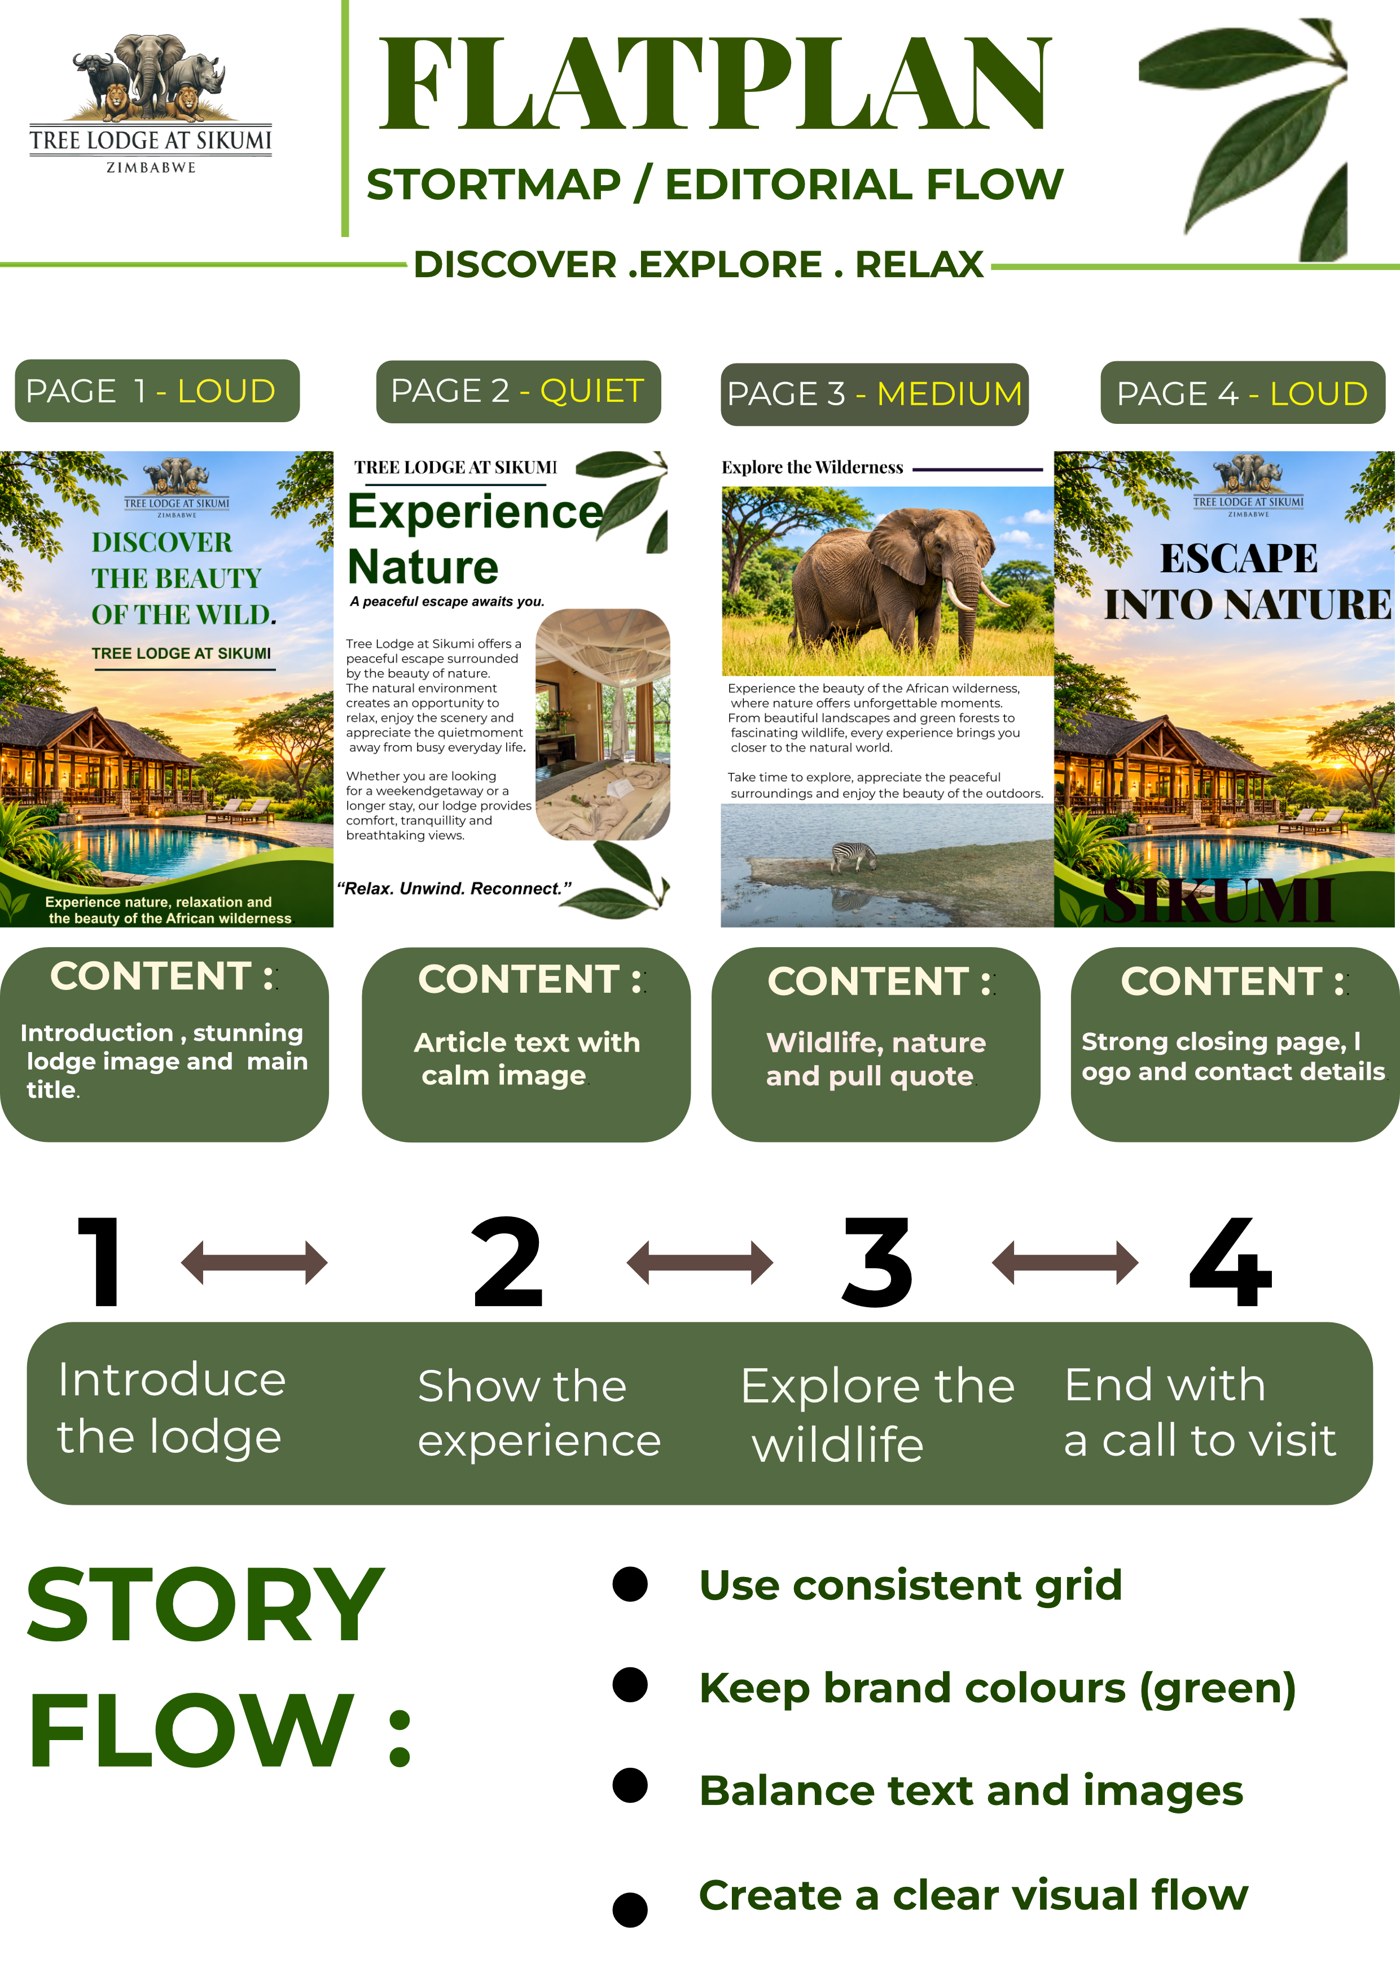 TREE LODGE AT SIKUMI
ZIMBABWE
FLATPLAN
STORTMAP / EDITORIAL FLOW
DISCOVER .EXPLORE . RELAX
PAGE 1 - LOUD
PAGE 2 - QUIET
PAGE 3 - MEDIUM
PAGE 4 - LOUD
TREE LODGE AT SIKUMI
ZIMBABWE
DISCOVER
THE BEAUTY
OF THE WILD.
TREE LODGE AT SIKUMI
Experience nature, relaxation and
the beauty of the African wilderness
TREE LODGE AT SIKUMI
Experience
Nature
A peaceful escape awaits you.
Tree Lodge at Sikumi offers a
peaceful escape surrounded
by the beauty of nature.
The natural environment
creates an opportunity to
relax, enjoy the scenery and
appreciate the quietmoment
away from busy everyday life.
Whether you are looking
for a weekendgetaway or a
longer stay, our lodge provides
comfort, tranquillity and
breathtaking views.
“Relax. Unwind. Reconnect.”
Explore the Wilderness
Experience the beauty of the African wilderness,
where nature offers unforgettable moments.
From beautiful landscapes and green forests to
fascinating wildlife, every experience brings you
closer to the natural world.
Take time to explore, appreciate the peaceful
surroundings and enjoy the beauty of the outdoors.
TREE LODGE AT SIKUMI
ZIMBABWE
ESCAPE
INTO NATURE
SIKUMI
CONTENT :
Introduction , stunning
lodge image and main
title.
CONTENT :
Article text with
calm image
CONTENT :
Wildlife, nature
and pull quote
CONTENT :
Strong closing page, l
ogo and contact details
1
2
3
4
Introduce
the lodge
Show the
experience
Explore the
wildlife
End with
a call to visit
STORY
FLOW :
● Use consistent grid
● Keep brand colours (green)
● Balance text and images
● Create a clear visual flow